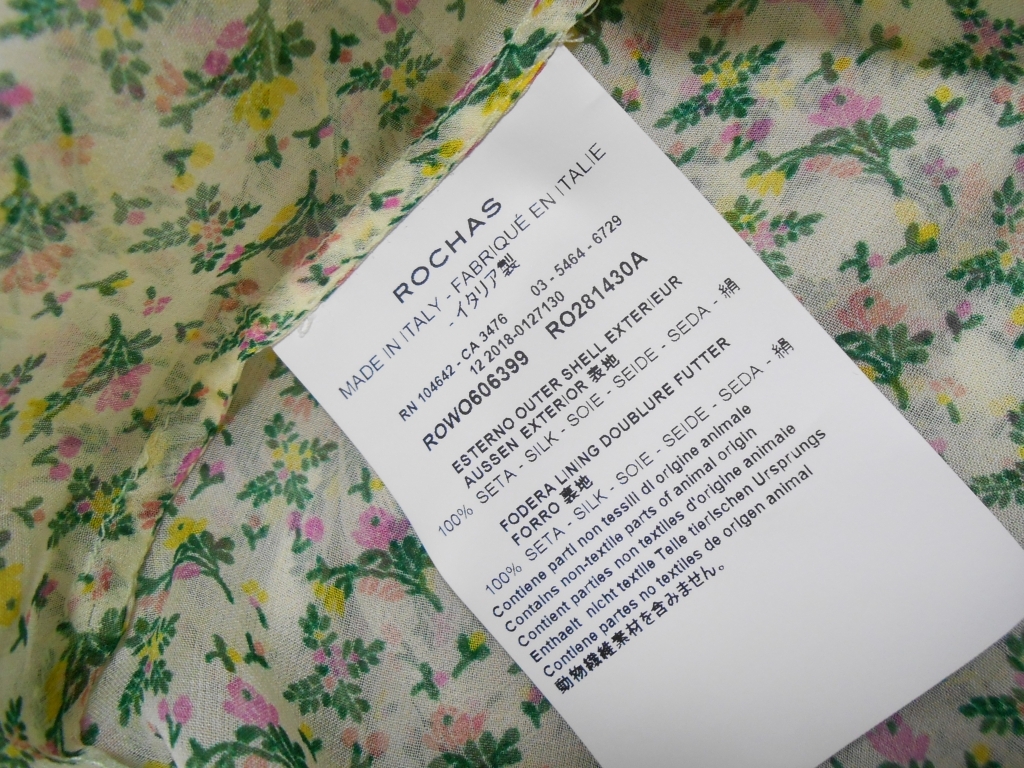 ROCHAS
MADE IN ITALY - FABRIQUÉ EN ITALIE
- イタリア製
RN 104642 - CA 3476 03 - 5464 - 6729
12 2018-0127130
ROWO606399 RO281430A
ESTERNO OUTER SHELL EXTERIEUR
AUSSEN EXTERIOR 表地
100% SETA - SILK - SOIE - SEIDE - SEDA - 絹
FODERA LINING DOUBLURE FUTTER
FORRO 裏地
100% SETA - SILK - SOIE - SEIDE - SEDA - 絹
Contiene parti non tessili di origine animale
Contains non-textile parts of animal origin
Contient parties non textiles d'origine animale
Enthaelt nicht textile Teile tierischen Ursprungs
Contiene partes no textiles de origen animal
動物繊維素材を含みません。